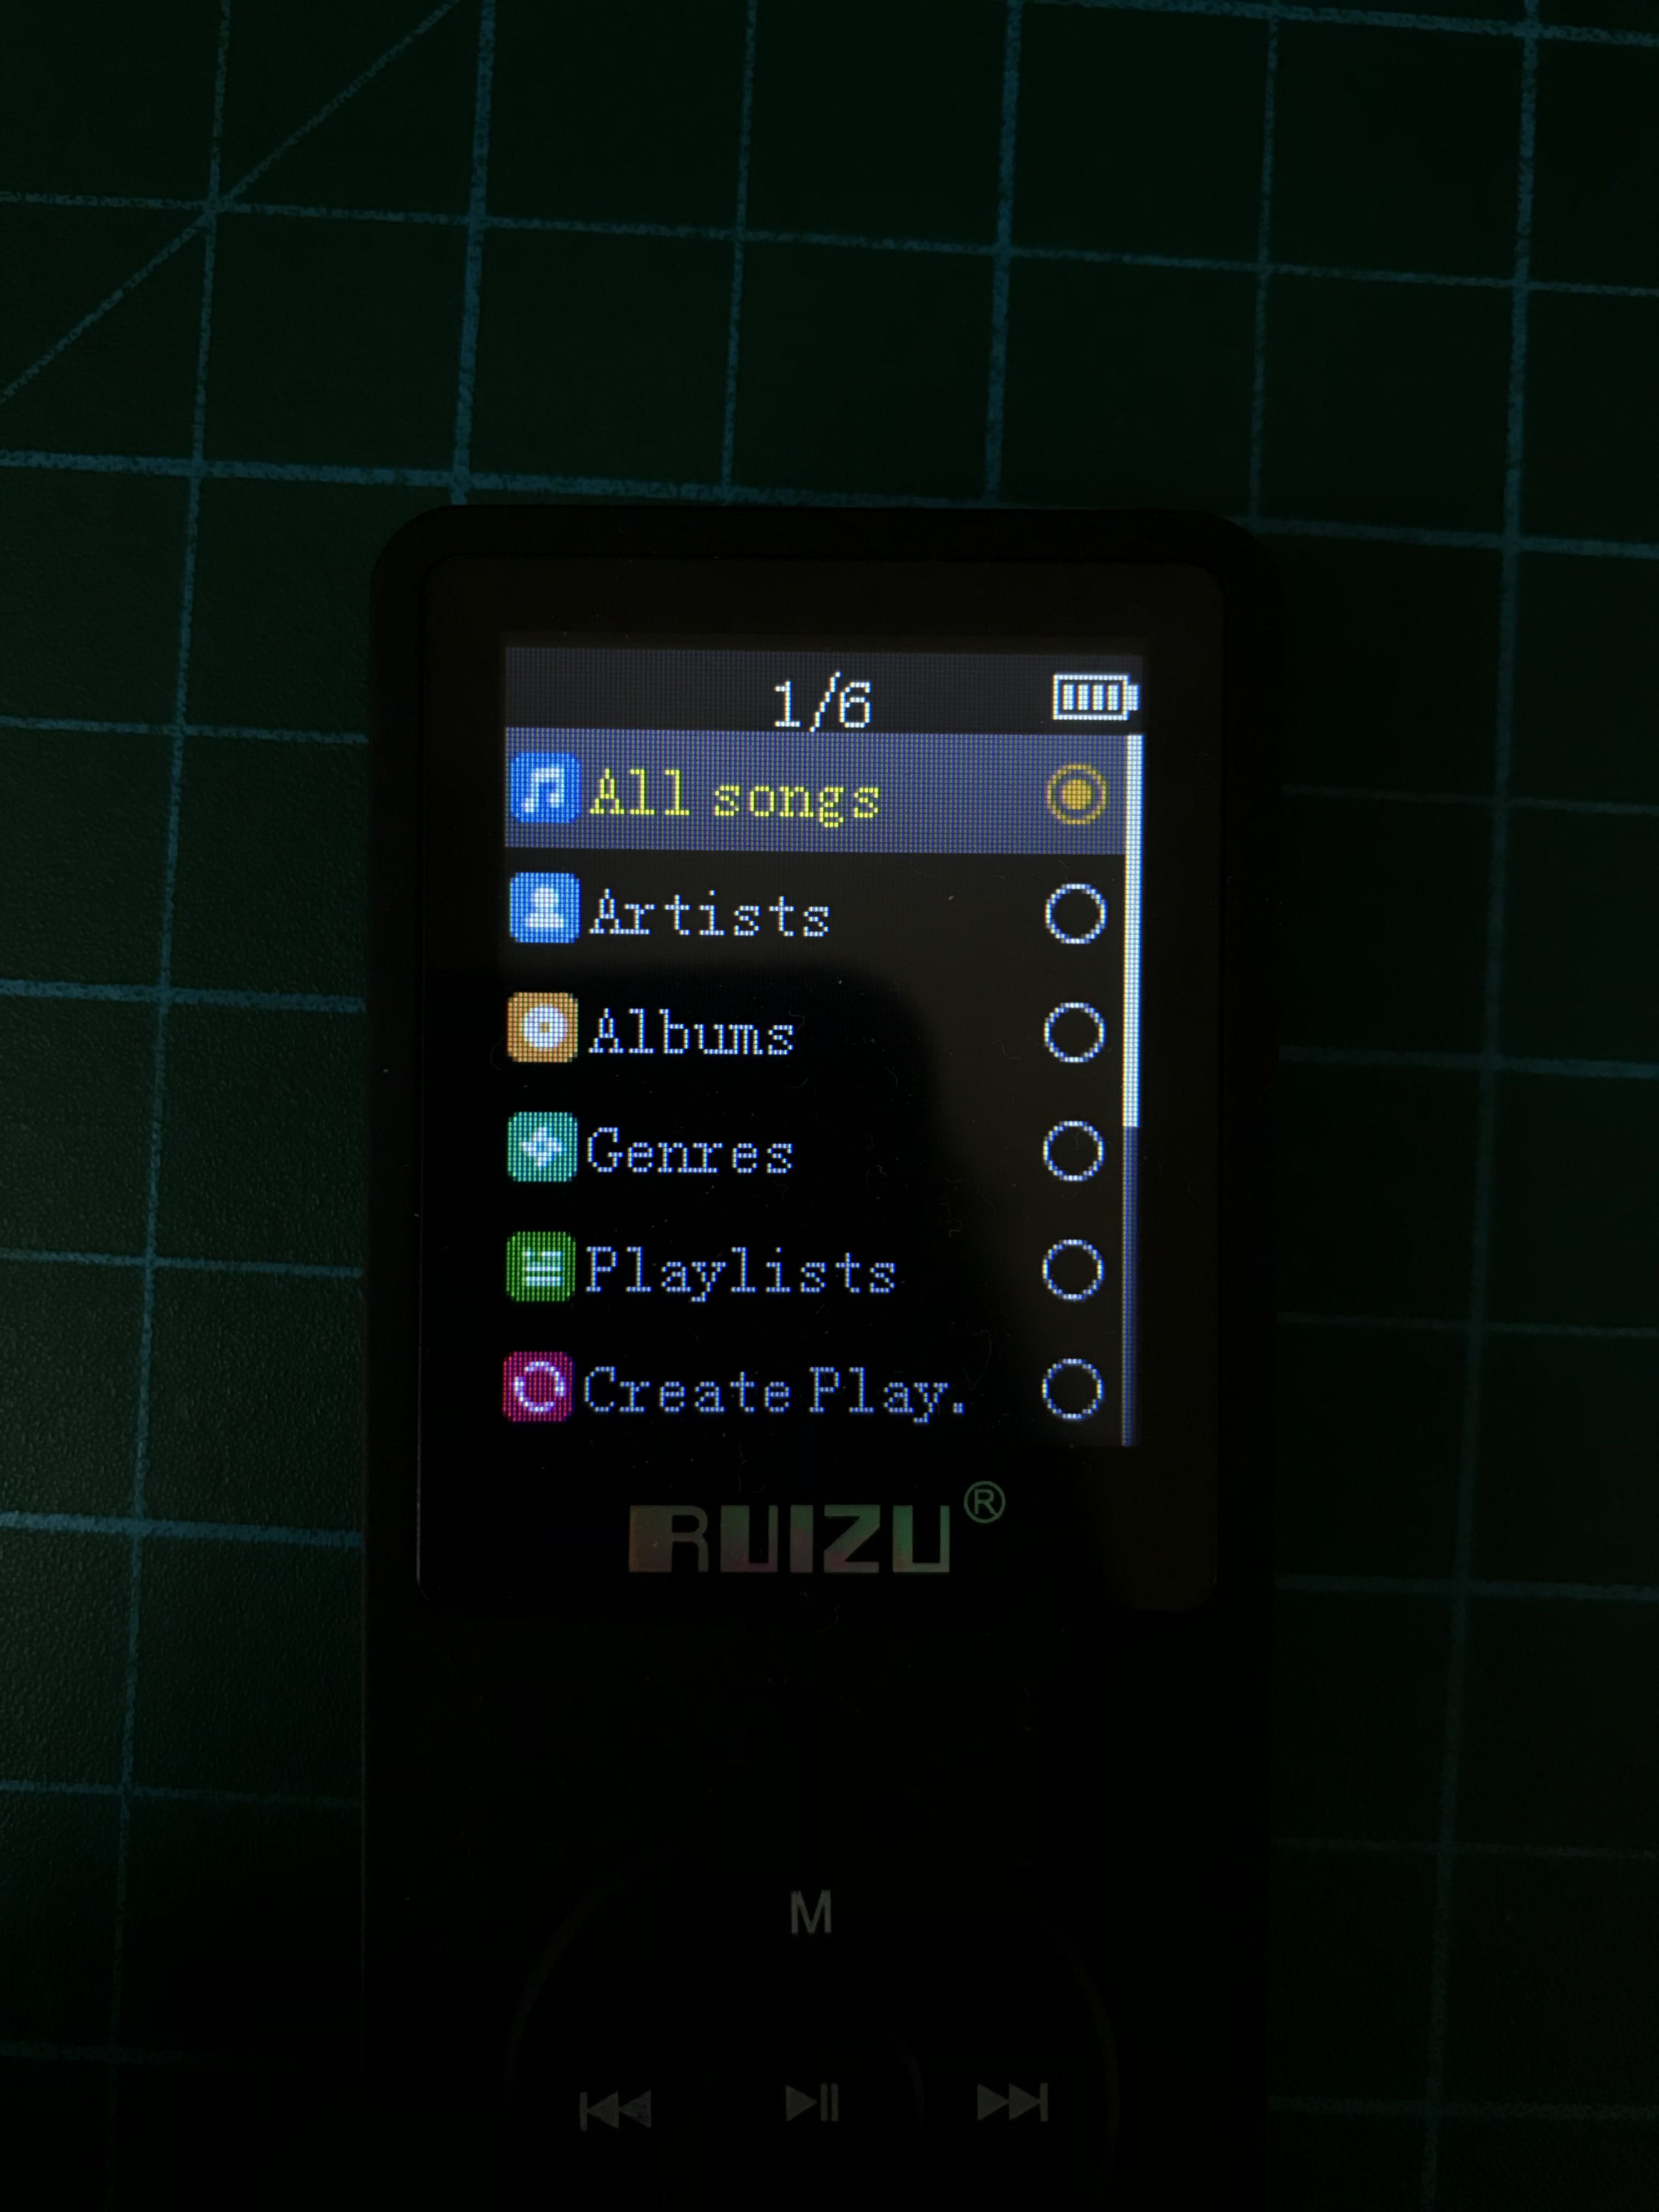 1/6
All songs
Artists
Albums
Genres
Playlists
Create Play.
RUIZU®
M